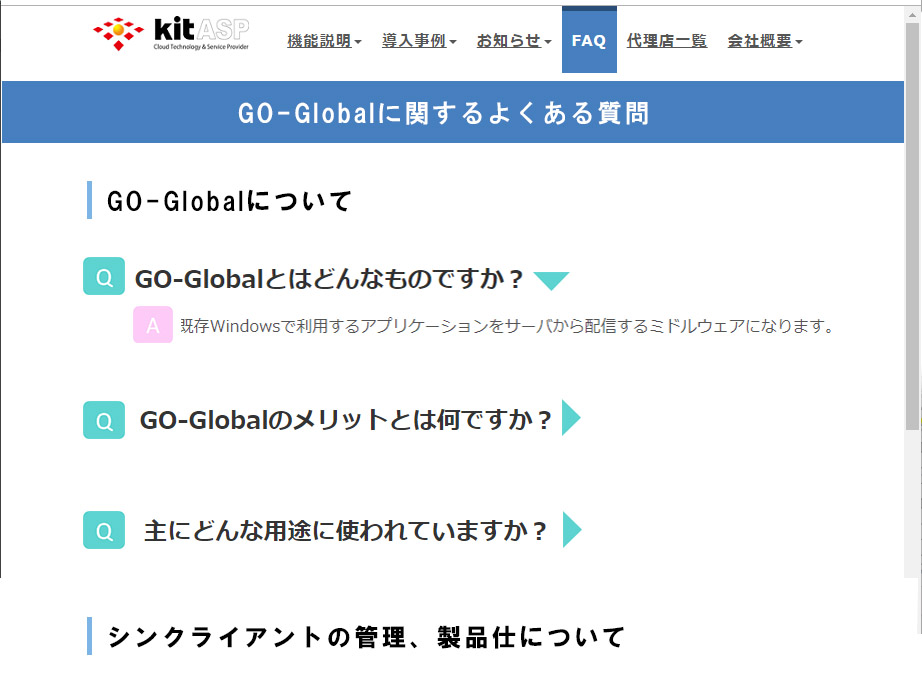 kitASP
Cloud Technology & Service Provider
機能説明 導入事例 お知らせ FAQ 代理店一覧 会社概要
GO-Globalに関するよくある質問
GO-Globalについて
Q GO-Globalとはどんなものですか？
A 既存Windowsで利用するアプリケーションをサーバから配信するミドルウェアになります。
Q GO-Globalのメリットとは何ですか？
Q 主にどんな用途に使われていますか？
シンクライアントの管理、製品仕について